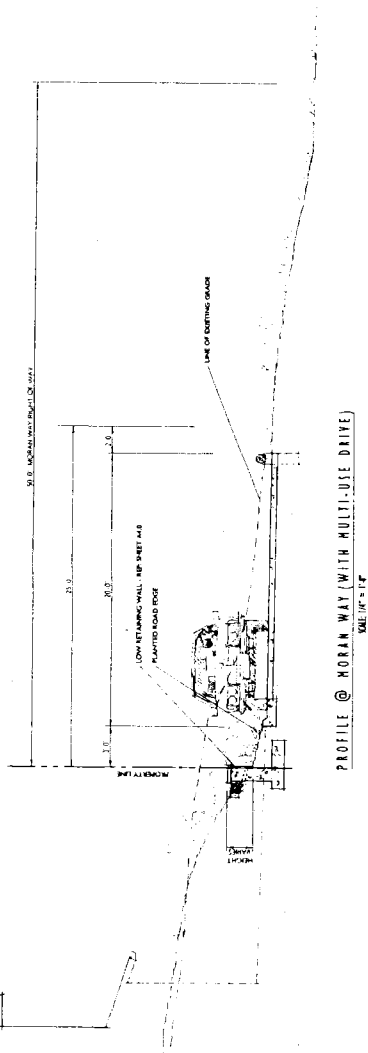 50.0' MORAN WAY RIGHT OF WAY
25.0
3.0
20.0
2.0
LOW RETAINING WALL - REF SHEET A4.0
PLANTED ROAD EDGE
LINE OF EXISTING GRADE
PROPERTY LINE
HEIGHT
VARIES
PROFILE @ MORAN WAY (WITH MULTI-USE DRIVE)
SCALE 1/4" = 1'-0"